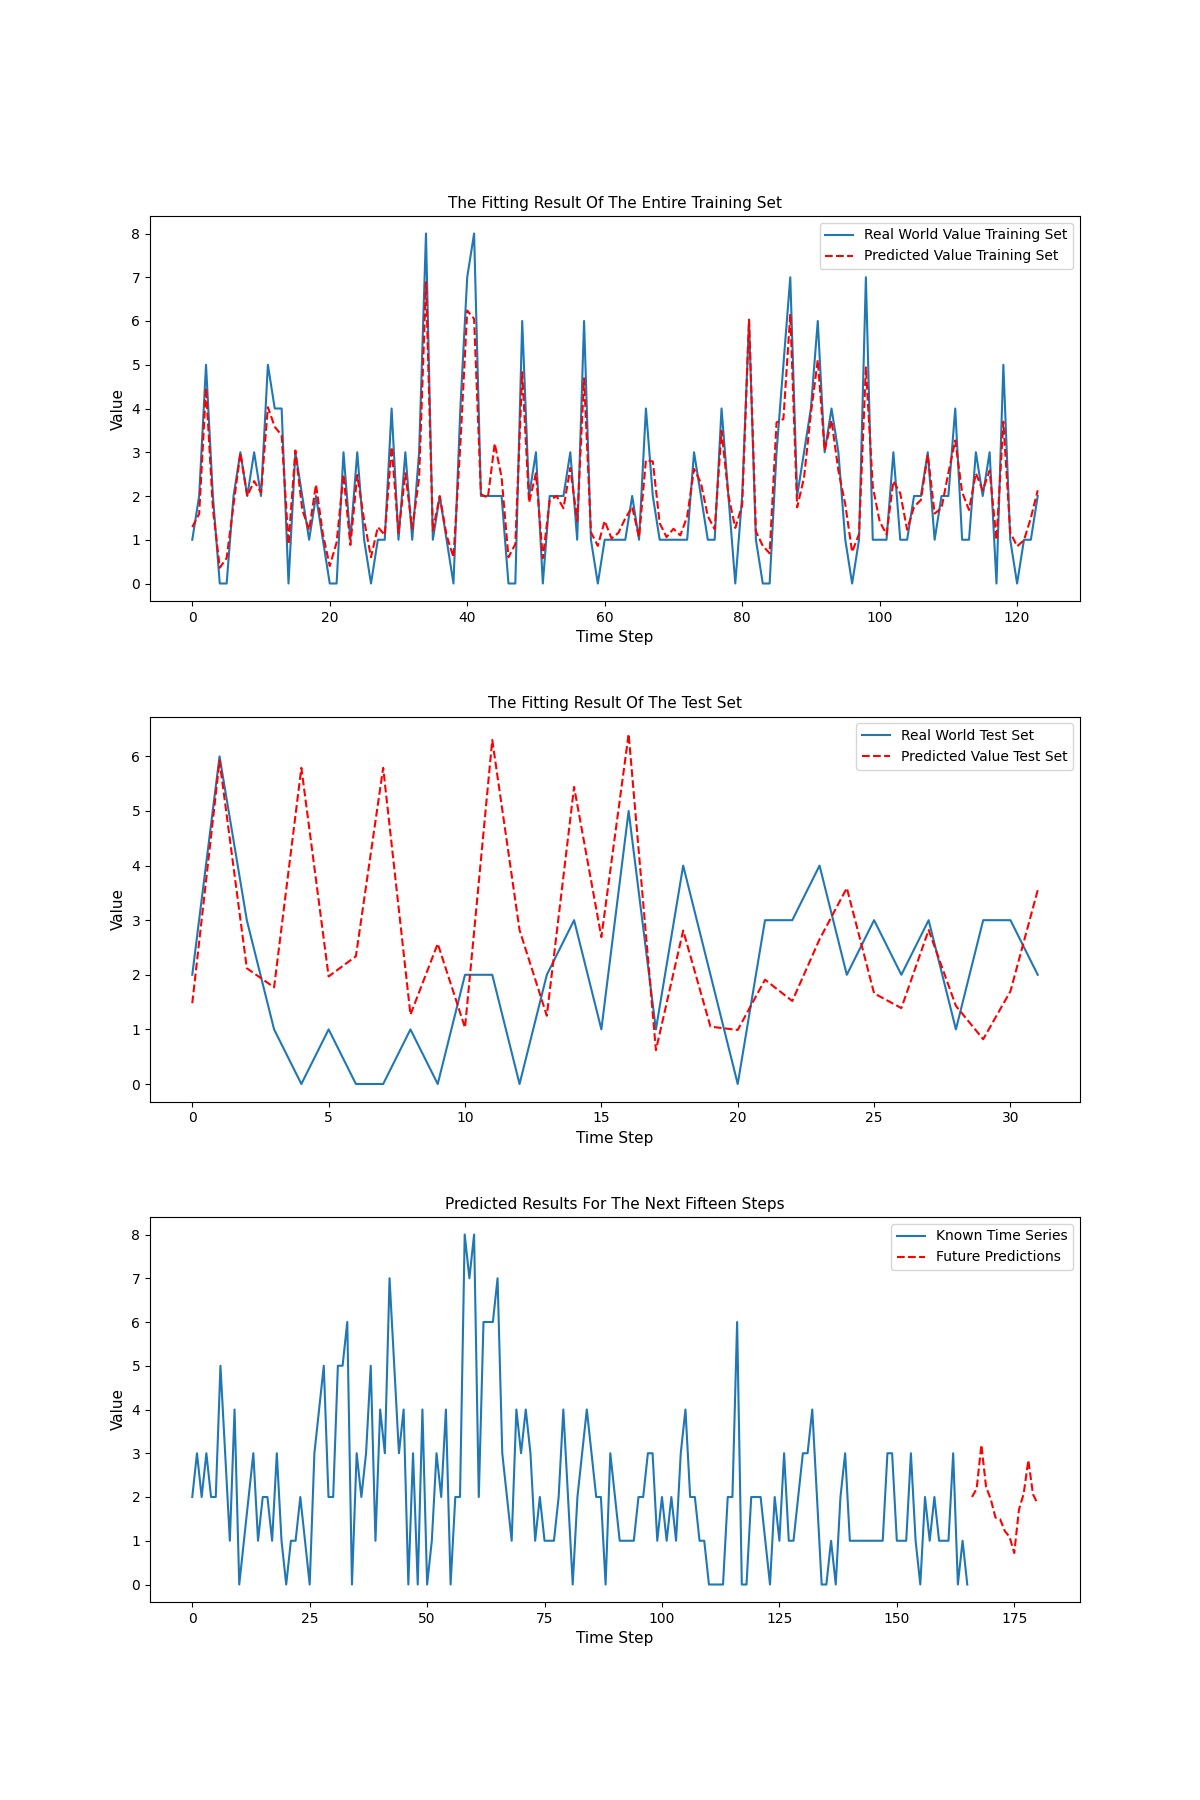 The Fitting Result Of The Entire Training Set
Real World Value Training Set
Predicted Value Training Set
8
7
6
5
4
3
2
1
0
Value
0 20 40 60 80 100 120
Time Step
The Fitting Result Of The Test Set
Real World Test Set
Predicted Value Test Set
6
5
4
3
2
1
0
Value
0 5 10 15 20 25 30
Time Step
Predicted Results For The Next Fifteen Steps
Known Time Series
Future Predictions
8
7
6
5
4
3
2
1
0
Value
0 25 50 75 100 125 150 175
Time Step